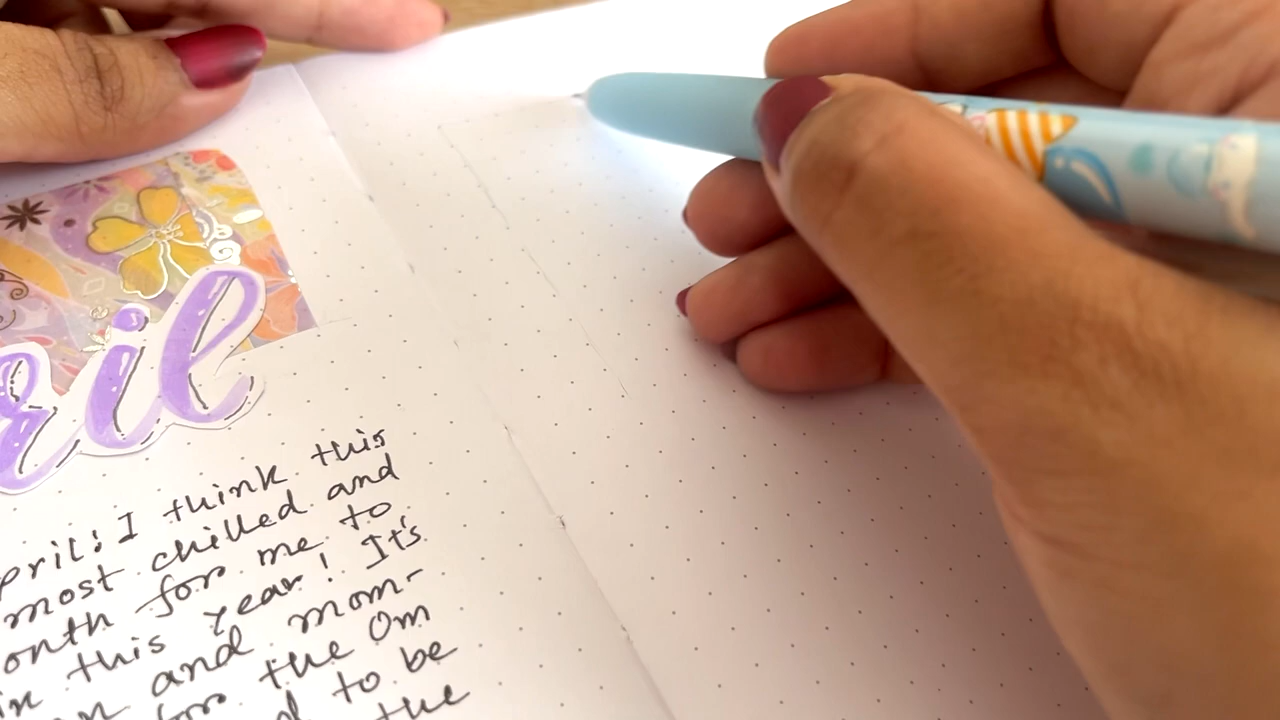 ril
pril: I think this
most chilled and
onth for me to
in this year! It's
and mom-
for the Om
to be
the